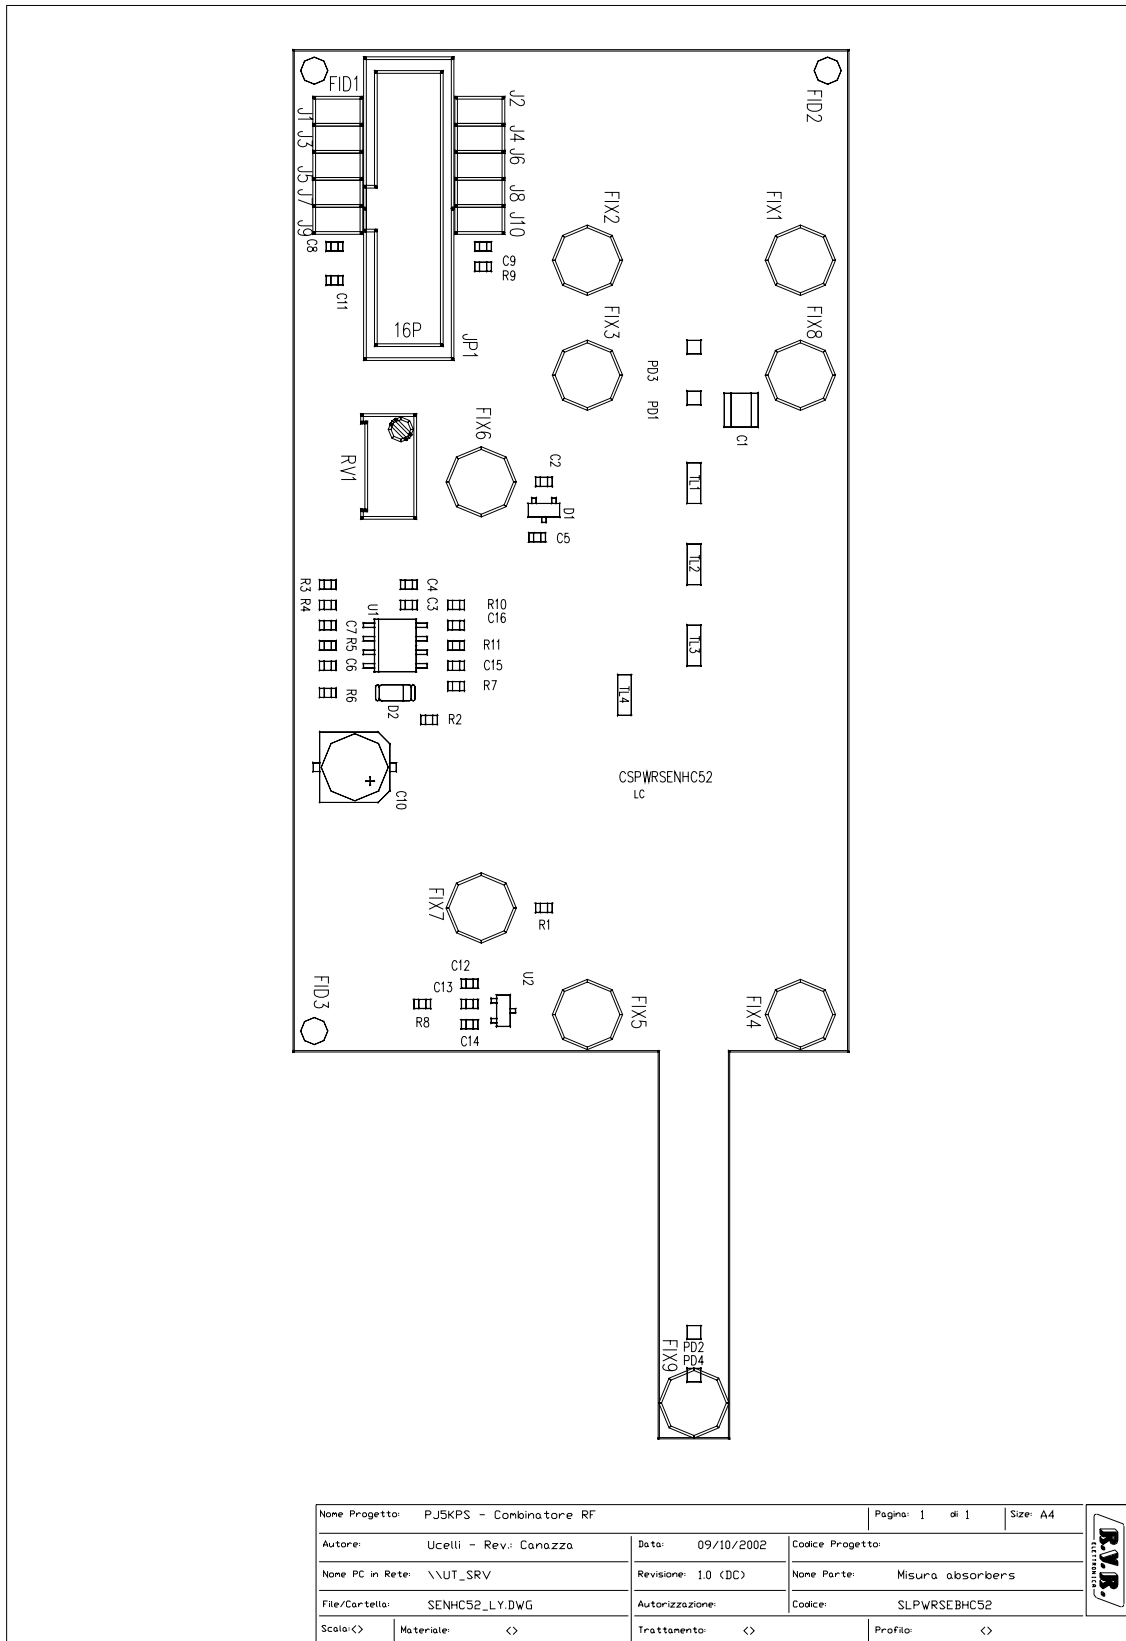 FID1
FID2
J1
J2
J3
J4
J5
J6
J7
J8
J9
J10
C8
C9
R9
C11
16P
JP1
FIX2
FIX1
FIX3
FIX8
PD3
PD1
C1
FIX6
RV1
C2
D1
C5
TL1
TL2
TL3
TL4
R3
R4
C4
C3
U1
R10
C16
C7
R5
C6
R11
C15
R6
R7
D2
R2
C10
CSPWRSENHC52
LC
FIX7
R1
C12
U2
C13
R8
C14
FID3
FIX5
FIX4
PD2
PD4
FIX9
Nome Progetto: PJ5KPS - Combinatore RF
Pagina: 1 di 1
Size: A4
Autore: Ucelli - Rev.: Canazza
Data: 09/10/2002
Codice Progetto:
Nome PC in Rete: \\UT_SRV
Revisione: 1.0 (DC)
Nome Parte: Misura absorbers
File/Cartella: SENHC52_LY.DWG
Autorizzazione:
Codice: SLPWRSEBHC52
Scala: <>
Materiale: <>
Trattamento: <>
Profilo: <>
R.V.R.
ELETTRONICA